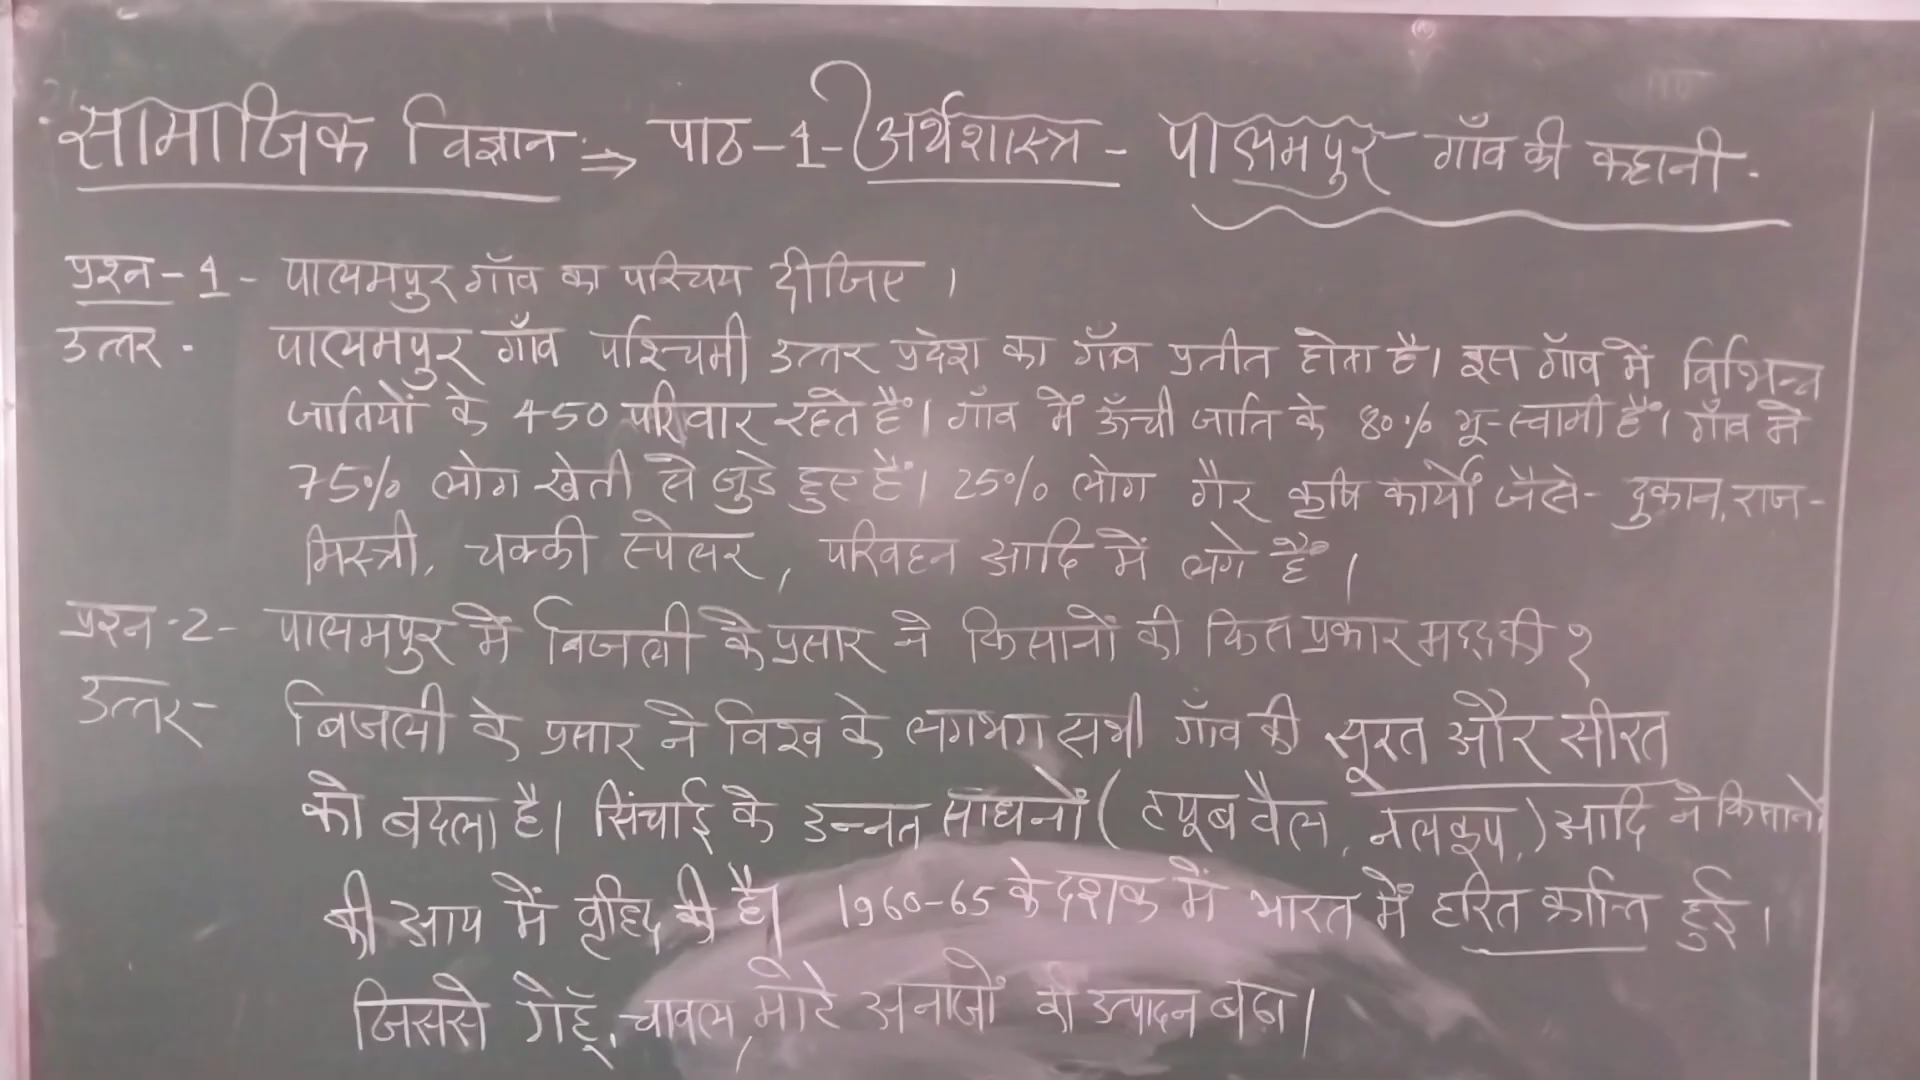 सामाजिक विज्ञान ⇒ पाठ-1- अर्थशास्त्र - पालमपुर गाँव की कहानी -
प्रश्न-1- पालमपुर गाँव का परिचय दीजिए ।
उत्तर - पालमपुर गाँव पश्चिमी उत्तर प्रदेश का गाँव प्रतीत होता है। इस गाँव में विभिन्न
जातियों के 450 परिवार रहते हैं। गाँव में ऊँची जाति के 80% भू-स्वामी हैं। गाँव में
75% लोग खेती से जुडे हुए हैं। 25% लोग गैर कृषि कार्यों जैसे- दुकान, राज-
मिस्त्री, चक्की स्पेलर, परिवहन आदि में लगे हैं ।
प्रश्न-2- पालमपुर में बिजली के प्रसार ने किसानों की किस प्रकार मदद की ?
उत्तर- बिजली के प्रसार ने विश्व के लगभग सभी गाँव की सूरत और सीरत
को बदला है। सिंचाई के उन्नत साधनों ( ट्यूबवैल, नलकूप, ) आदि ने किसानों
की आय में वृद्धि की है। 1960-65 के दशक में भारत में हरित क्रान्ति हुई।
जिससे गेहूँ, चावल, मोटे अनाजों का उत्पादन बढा।